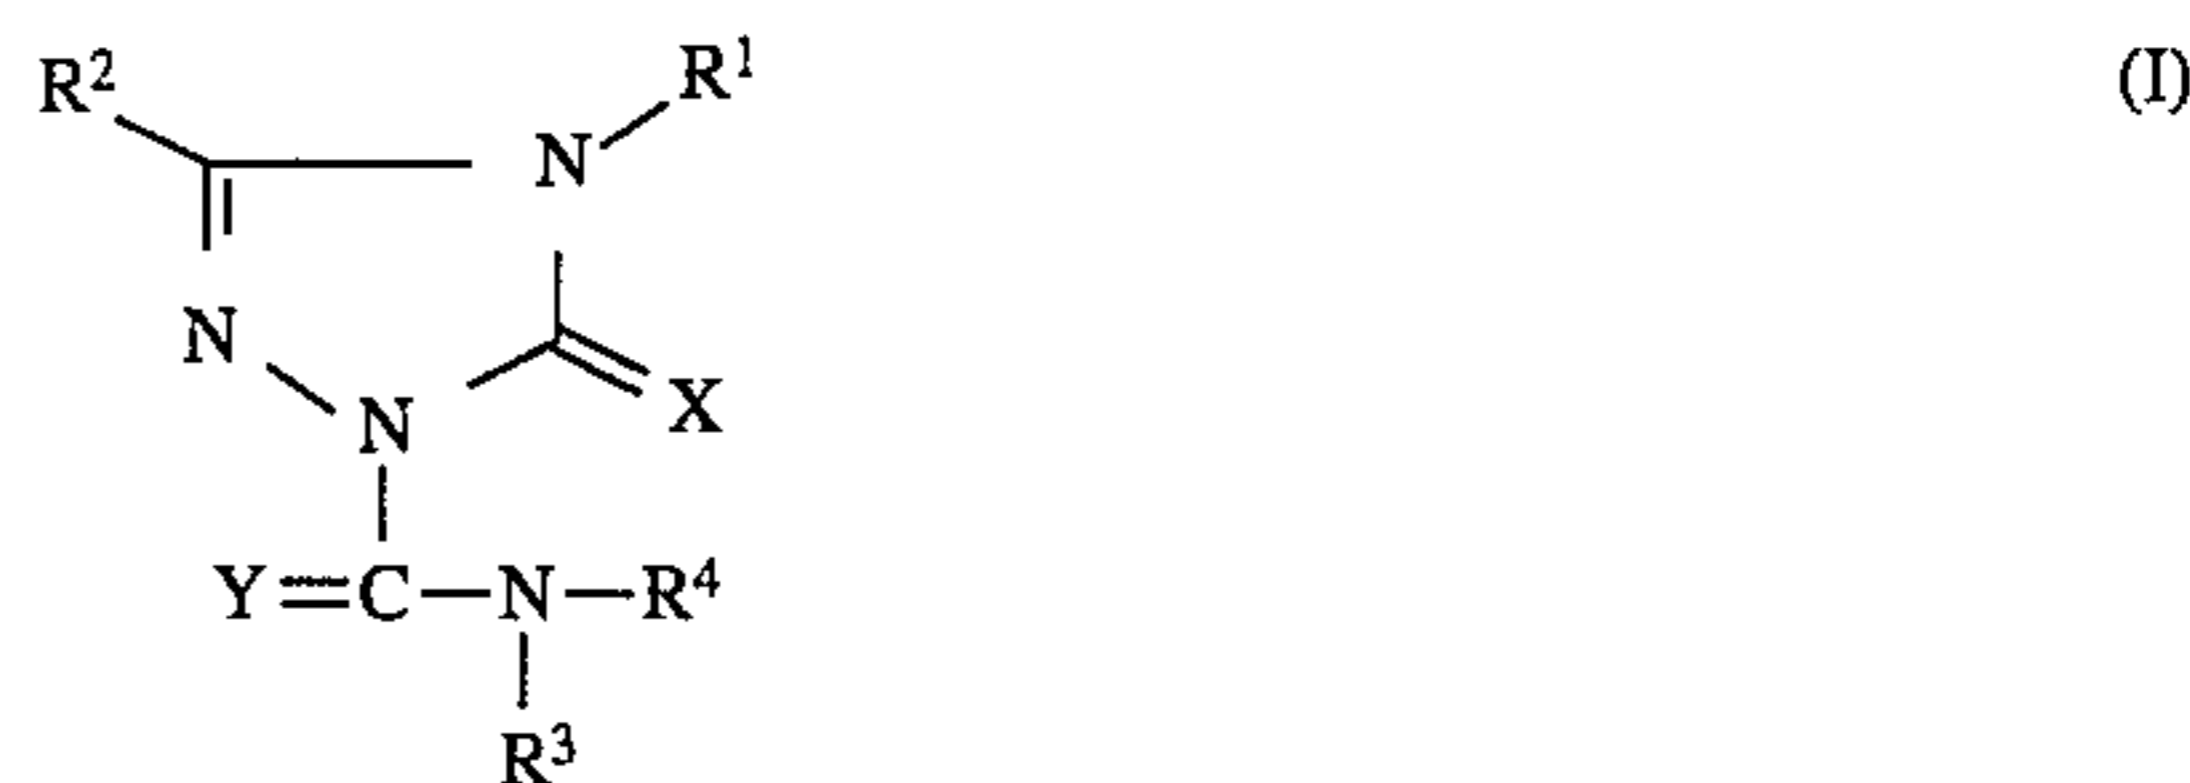 R² R¹ (I)
N
N
X
N
Y=C—N—R⁴
R³